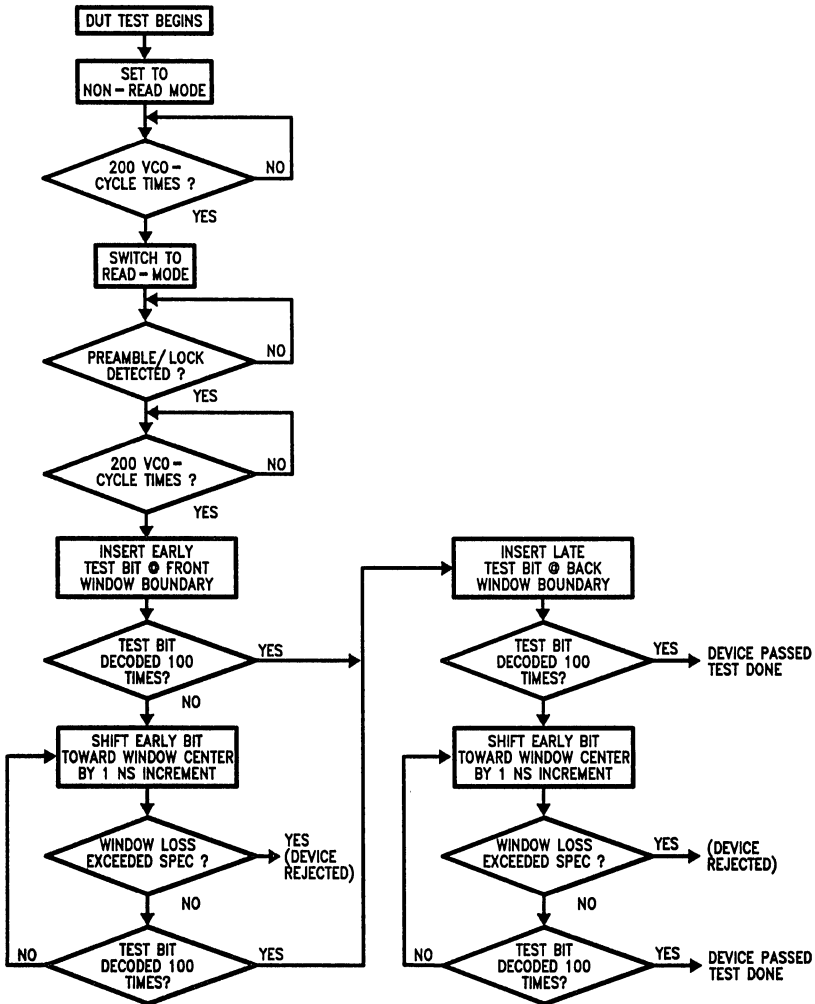 DUT TEST BEGINS
SET TO
NON-READ MODE
200 VCO-
CYCLE TIMES ?
NO
YES
SWITCH TO
READ-MODE
PREAMBLE/LOCK
DETECTED ?
NO
YES
200 VCO-
CYCLE TIMES ?
NO
YES
INSERT EARLY
TEST BIT @ FRONT
WINDOW BOUNDARY
TEST BIT
DECODED 100
TIMES?
YES
NO
SHIFT EARLY BIT
TOWARD WINDOW CENTER
BY 1 NS INCREMENT
WINDOW LOSS
EXCEEDED SPEC ?
YES
(DEVICE
REJECTED)
NO
TEST BIT
DECODED 100
TIMES?
NO
YES
INSERT LATE
TEST BIT @ BACK
WINDOW BOUNDARY
TEST BIT
DECODED 100
TIMES?
YES
DEVICE PASSED
TEST DONE
NO
SHIFT EARLY BIT
TOWARD WINDOW CENTER
BY 1 NS INCREMENT
WINDOW LOSS
EXCEEDED SPEC ?
YES
(DEVICE
REJECTED)
NO
TEST BIT
DECODED 100
TIMES?
NO
YES
DEVICE PASSED
TEST DONE